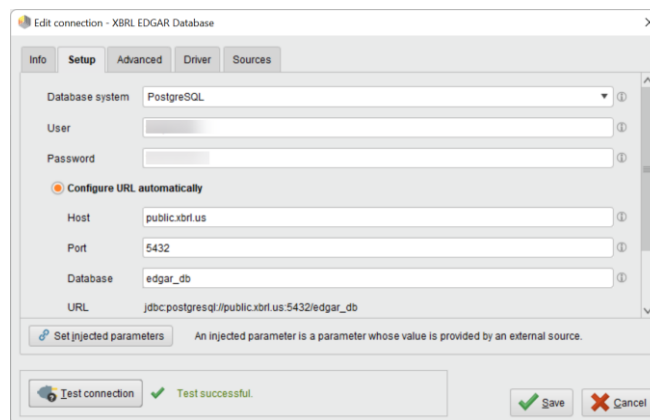 Edit connection - XBRL EDGAR Database
Info Setup Advanced Driver Sources
Database system PostgreSQL
User
Password
Configure URL automatically
Host public.xbrl.us
Port 5432
Database edgar_db
URL jdbc:postgresql://public.xbrl.us:5432/edgar_db
Set injected parameters An injected parameter is a parameter whose value is provided by an external source.
Test connection Test successful.
Save Cancel